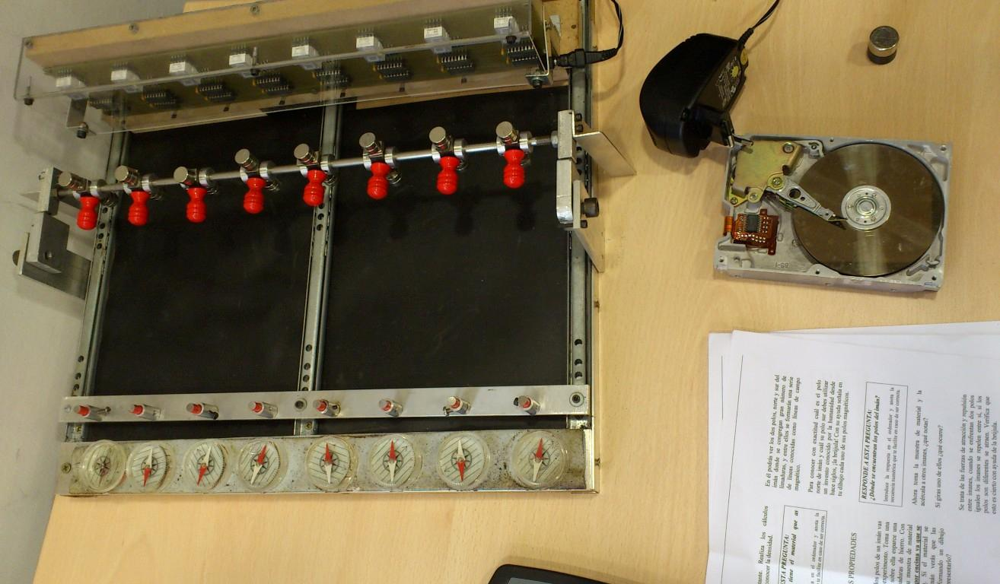 En él podrás ver los dos polos, norte y sur del
imán donde se congregan gran número de
limaduras, y entre ellos se formarán una serie
de líneas conocidas como líneas de campo
magnético.
Para conocer con exactitud cuál es el polo
norte de imán y cuál su polo sur debes utilizar
un invento conocido por la humanidad desde
hace siglos, ¡la brújula! Con su ayuda señala en
tu dibujo cada uno de sus polos magnéticos.
RESPONDE A ESTA PREGUNTA:
¿Dónde se encuentran los polos del imán?
Introduce la respuesta en el ordenador y anota la
secuencia numérica que te facilite en caso de ser correcta.
Ahora toma la muestra de material y la
acércala a otros imanes, ¿qué notas?
Si giras uno de ellos ¿qué ocurre?
Se trata de las fuerzas de atracción y repulsión
entre imanes, cuando se enfrentan dos polos
iguales los imanes se repelen entre sí, si los
polos son diferentes se atraen. Verifica que
esto es cierto con ayuda de la brújula.
tante. Realiza los cálculos
conocer la densidad.
ESTA PREGUNTA:
tiene el material que as
en el ordenador y anota la
te facilite en caso de ser correcta.
S PROPIEDADES
los polos de un imán vas
experimento. Toma una
sobre ella esparce una
aduras de hierro. Con
u muestra de material
por encima ya que se
Si el material se
mán verás que las
formando un dibujo
presentarlo?
DS-1